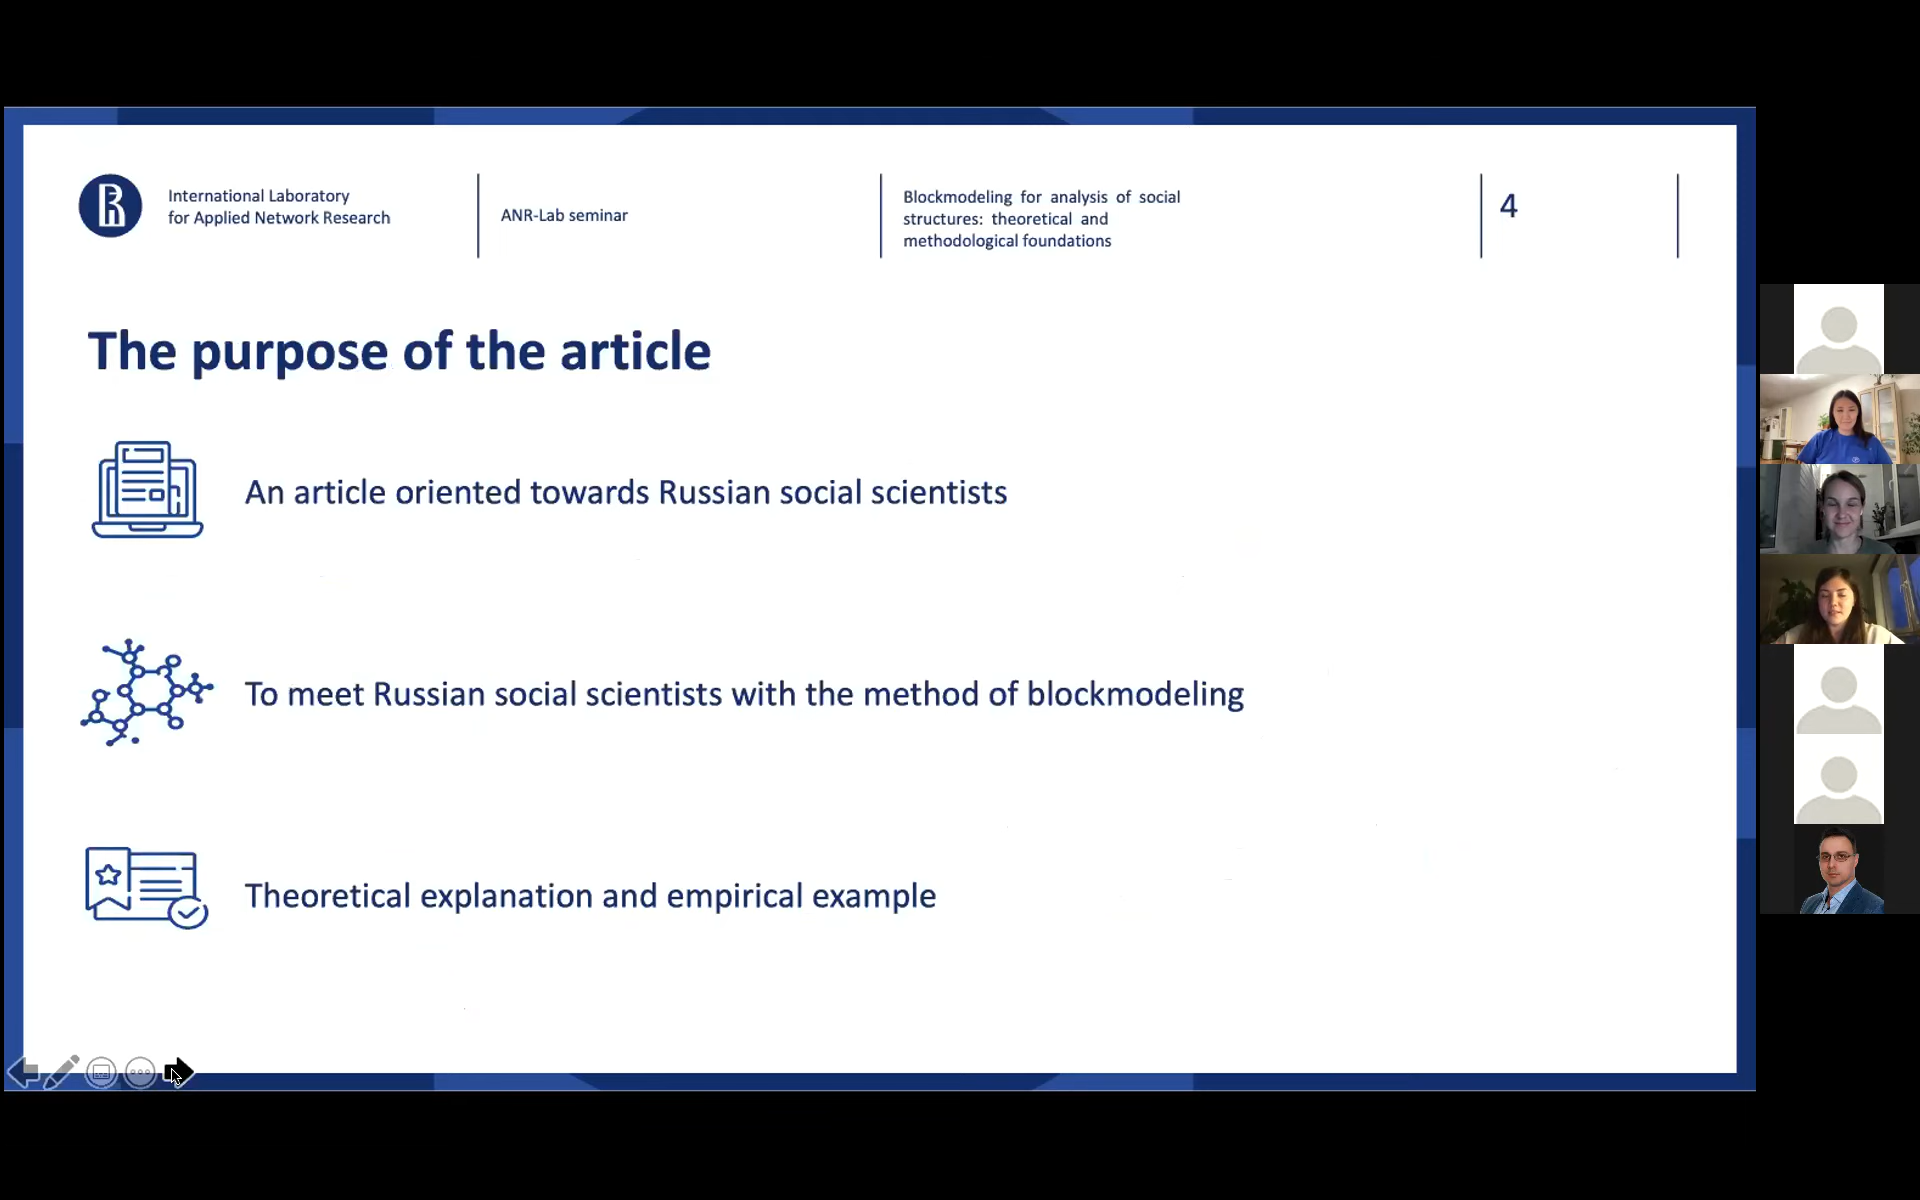 International Laboratory
for Applied Network Research
ANR-Lab seminar
Blockmodeling for analysis of social
structures: theoretical and
methodological foundations
4
The purpose of the article
An article oriented towards Russian social scientists
To meet Russian social scientists with the method of blockmodeling
Theoretical explanation and empirical example